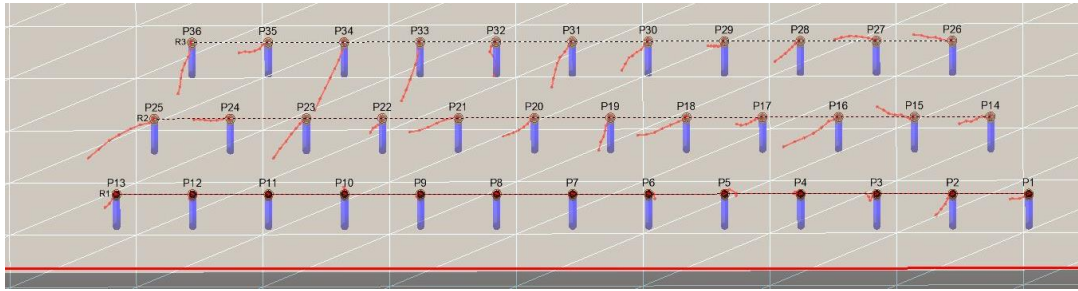 P36 P35 P34 P33 P32 P31 P30 P29 P28 P27 P26
R3
P25 P24 P23 P22 P21 P20 P19 P18 P17 P16 P15 P14
R2
P13 P12 P11 P10 P9 P8 P7 P6 P5 P4 P3 P2 P1
R1